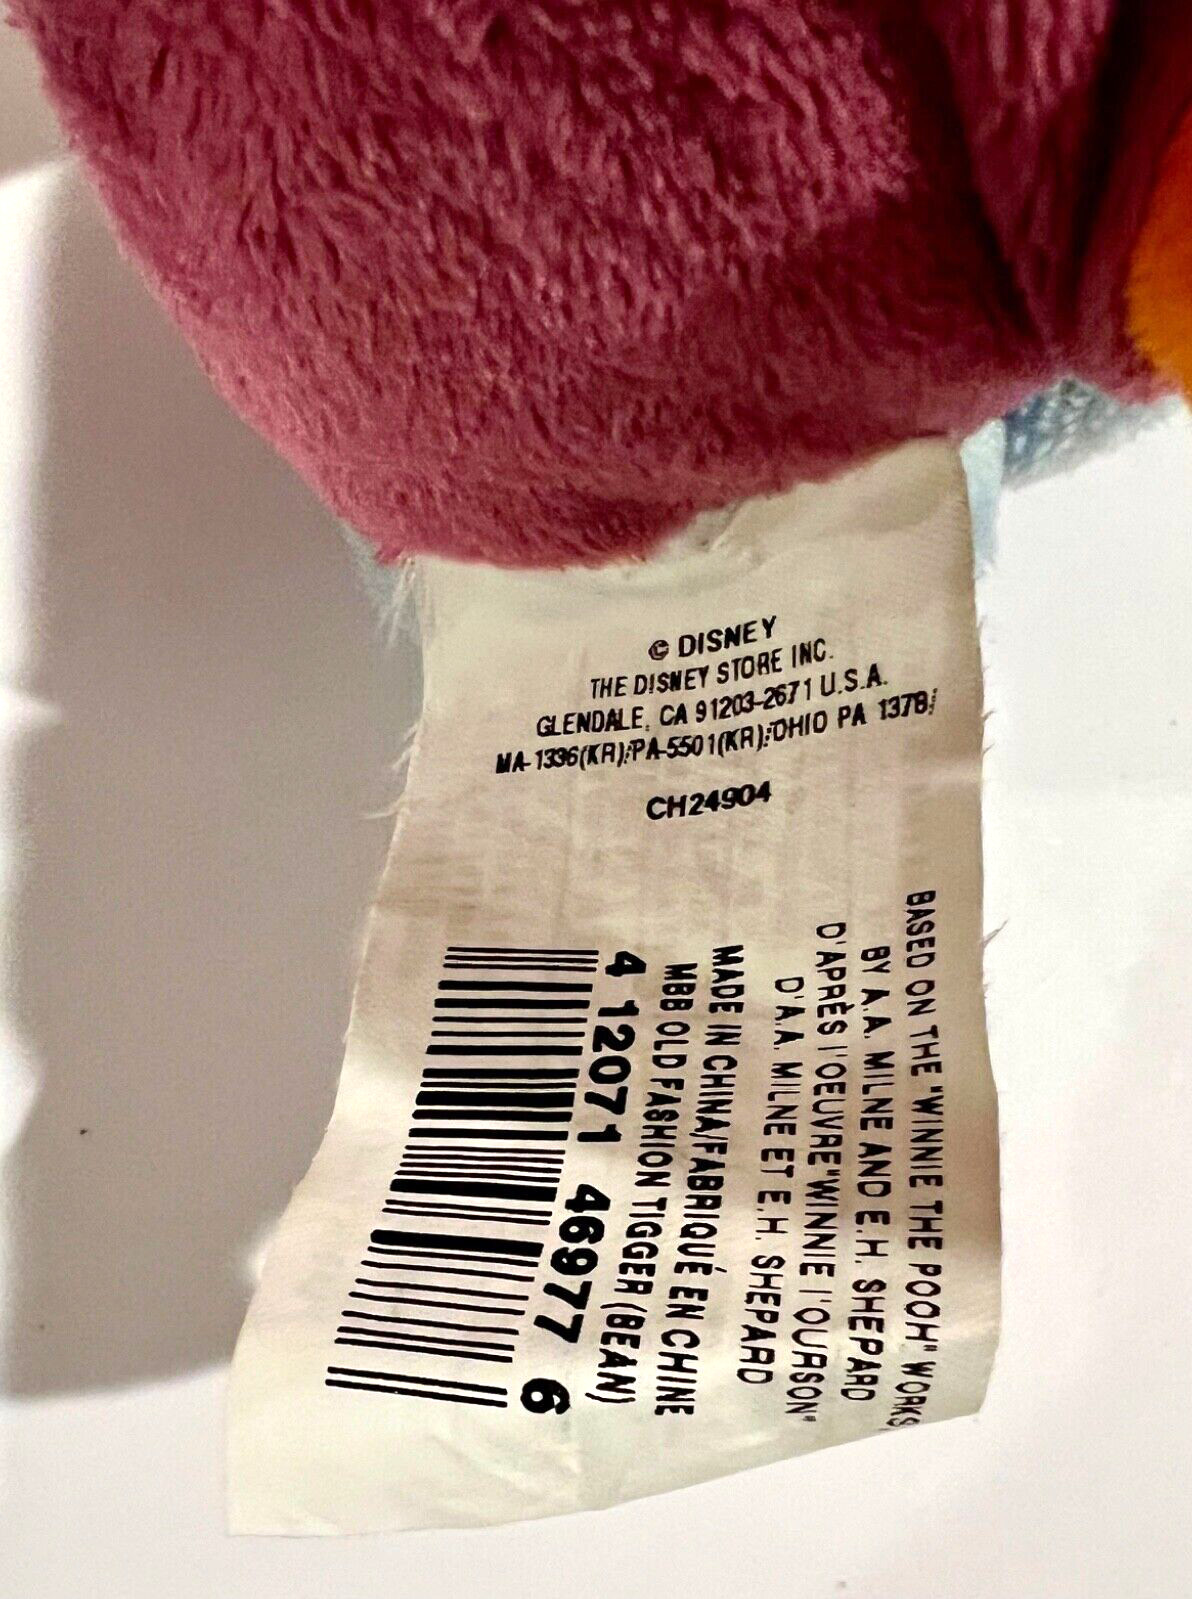 © DISNEY
THE DISNEY STORE INC.
GLENDALE, CA 91203-2671 U.S.A.
MA-1336(KR)/PA-5501(KR)/OHIO PA 1378/
CH24904
BASED ON THE "WINNIE THE POOH" WORKS,
BY A.A. MILNE AND E.H. SHEPARD
D'APRÈS l'OEUVRE"WINNIE l'OURSON"
D'A.A. MILNE ET E.H. SHEPARD
MADE IN CHINA/FABRIQUÉ EN CHINE
MBB OLD FASHION TIGGER (BEAN)
4 12071 46977 6